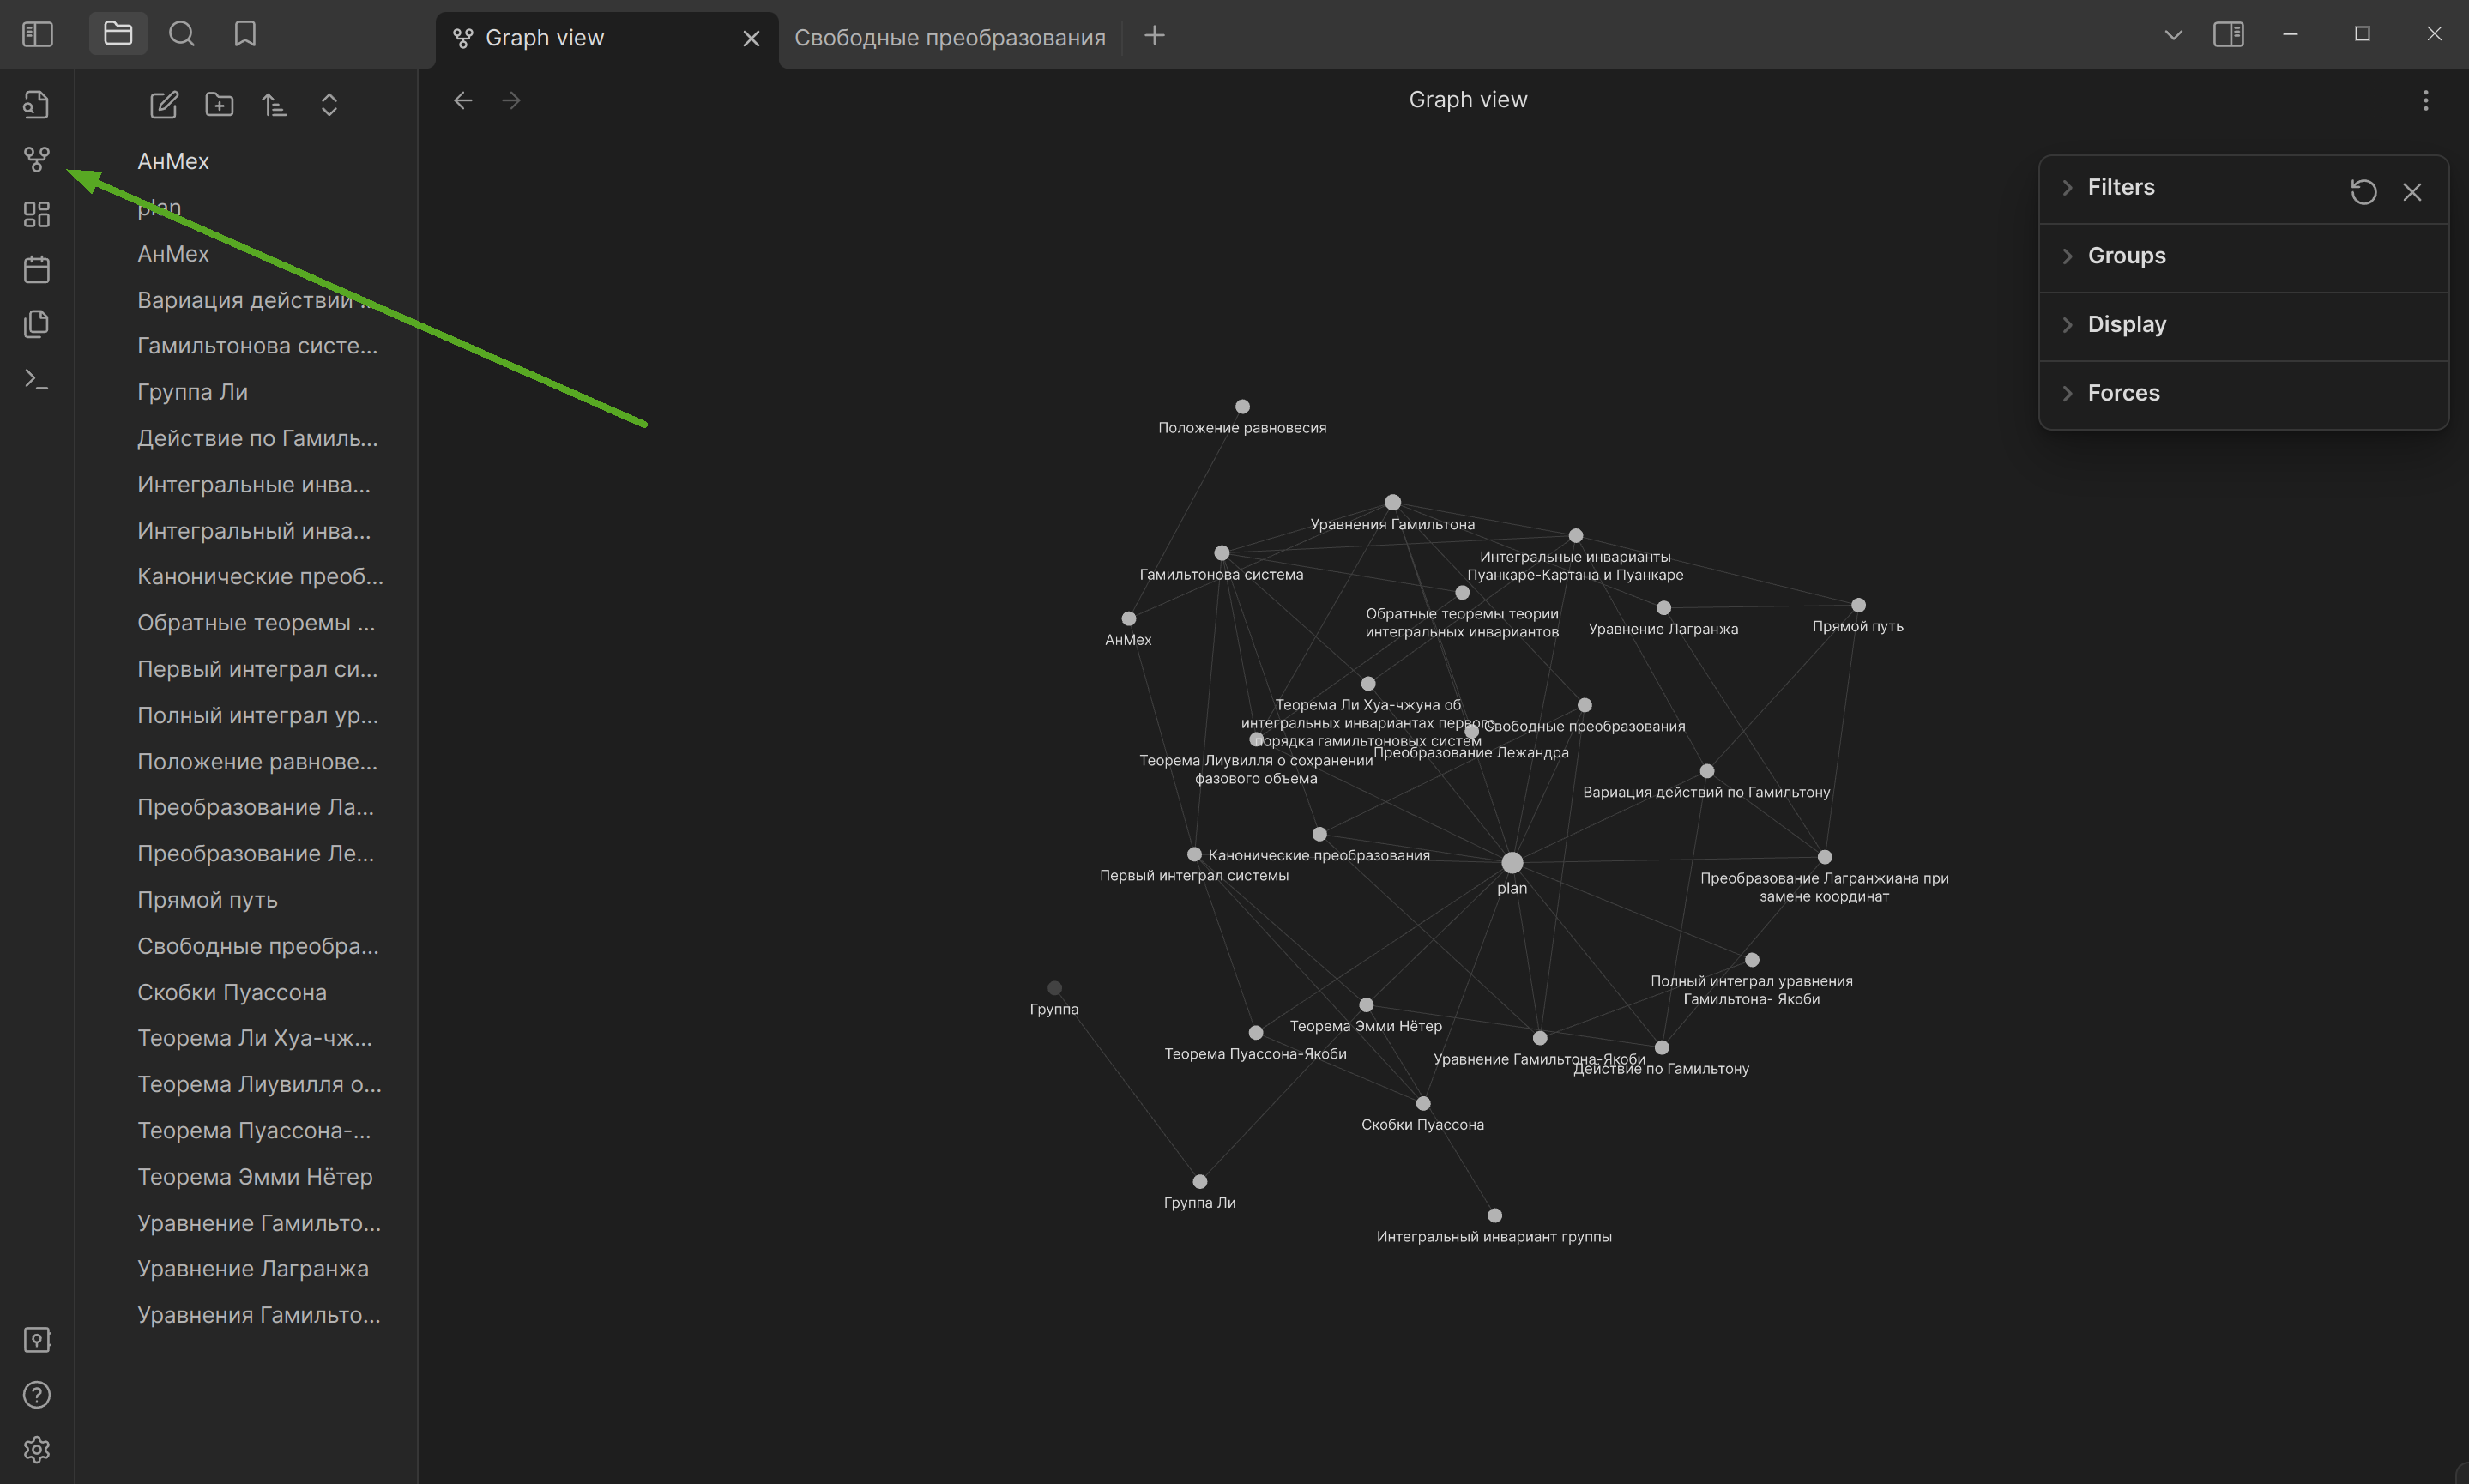 Graph view
Свободные преобразования
Graph view
АнМех
plan
АнМех
Вариация действий ...
Гамильтонова систе...
Группа Ли
Действие по Гамиль...
Интегральные инва...
Интегральный инва...
Канонические преоб...
Обратные теоремы ...
Первый интеграл си...
Полный интеграл ур...
Положение равнове...
Преобразование Ла...
Преобразование Ле...
Прямой путь
Свободные преобра...
Скобки Пуассона
Теорема Ли Хуа-чж...
Теорема Лиувилля о...
Теорема Пуассона-...
Теорема Эмми Нётер
Уравнение Гамильто...
Уравнение Лагранжа
Уравнения Гамильто...
Filters
Groups
Display
Forces
Положение равновесия
Уравнения Гамильтона
Интегральные инварианты
Пуанкаре-Картана и Пуанкаре
Гамильтонова система
Обратные теоремы теории
интегральных инвариантов
Уравнение Лагранжа
Прямой путь
АнМех
Теорема Ли Хуа-чжуна об
интегральных инвариантах первого
порядка гамильтоновых систем
Свободные преобразования
Преобразование Лежандра
Теорема Лиувилля о сохранении
фазового объема
Вариация действий по Гамильтону
Канонические преобразования
Первый интеграл системы
plan
Преобразование Лагранжиана при
замене координат
Полный интеграл уравнения
Гамильтона- Якоби
Группа
Теорема Эмми Нётер
Теорема Пуассона-Якоби
Уравнение Гамильтона-Якоби
Действие по Гамильтону
Скобки Пуассона
Группа Ли
Интегральный инвариант группы